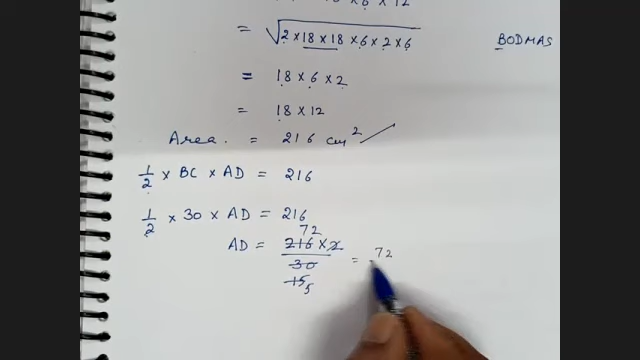 = √2 × 18 × 18 × 6 × 2 × 6
BODMAS
= 18 × 6 × 2
= 18 × 12
Area. = 216 cm²
1/2 × BC × AD = 216
1/2 × 30 × AD = 216
72
AD = 216 × 2 / 30 = 72
15 5